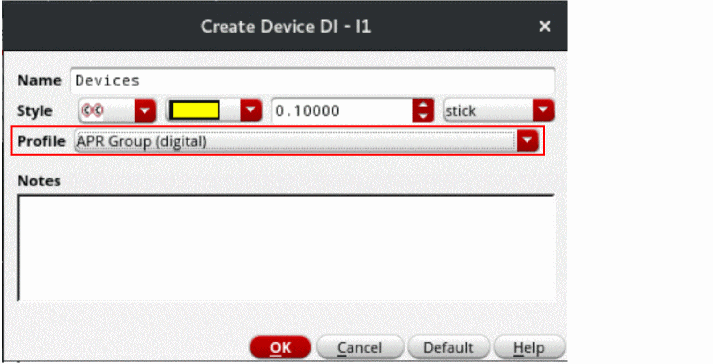 Create Device DI - I1
Name Devices
Style 0.10000 stick
Profile APR Group (digital)
Notes
OK Cancel Default Help